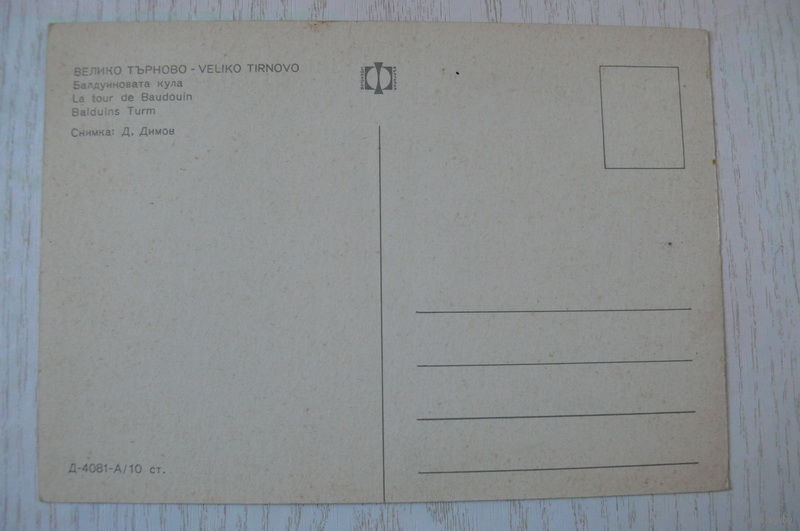 ВЕЛИКО ТЪРНОВО - VELIKO TIRNOVO
Балдуиновата кула
La tour de Baudouin
Balduins Turm
Снимка: Д. Димов
Д-4081-А/10 ст.